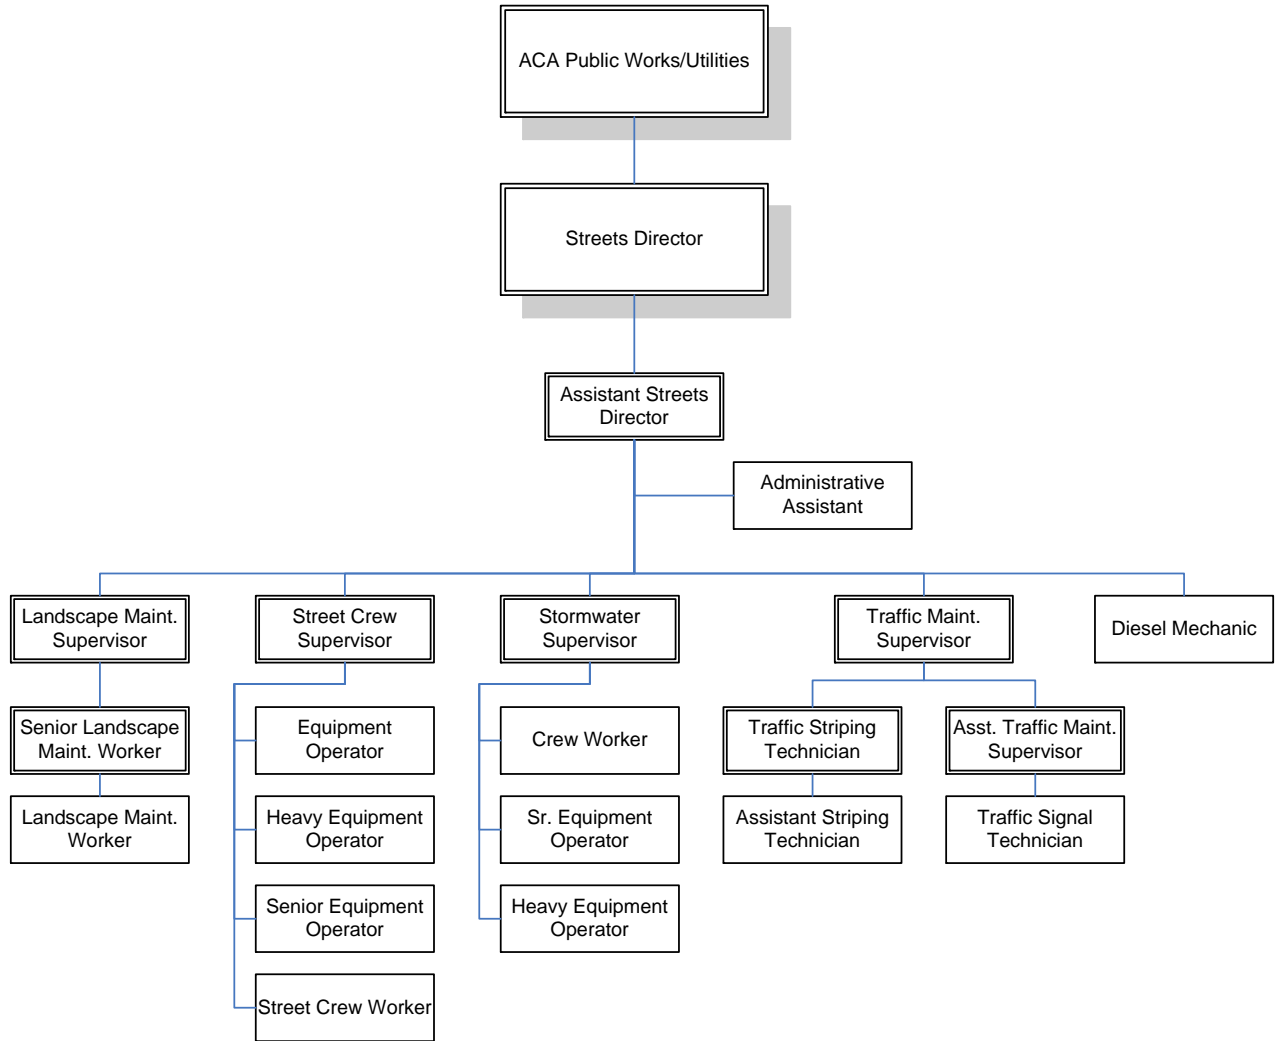 ACA Public Works/Utilities
Streets Director
Assistant Streets
Director
Administrative
Assistant
Landscape Maint.
Supervisor
Street Crew
Supervisor
Stormwater
Supervisor
Traffic Maint.
Supervisor
Diesel Mechanic
Senior Landscape
Maint. Worker
Equipment
Operator
Crew Worker
Traffic Striping
Technician
Asst. Traffic Maint.
Supervisor
Landscape Maint.
Worker
Heavy Equipment
Operator
Sr. Equipment
Operator
Assistant Striping
Technician
Traffic Signal
Technician
Senior Equipment
Operator
Heavy Equipment
Operator
Street Crew Worker